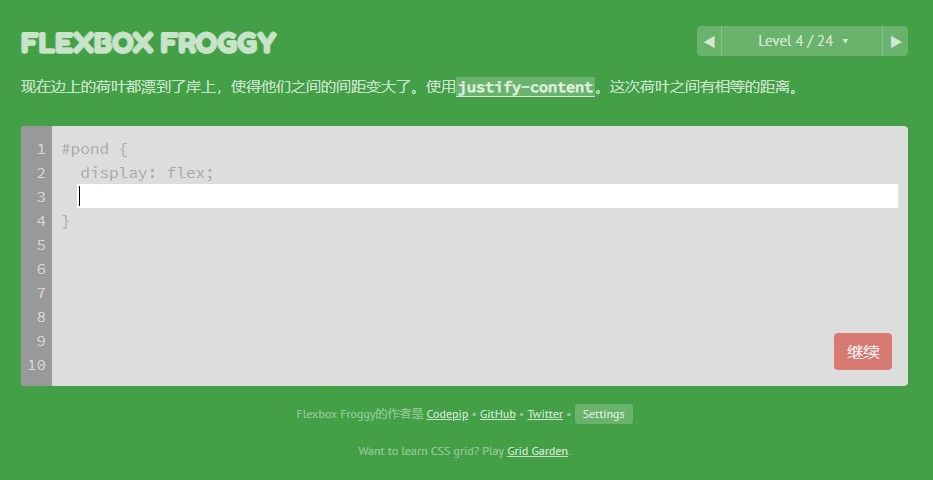 FLEXBOX FROGGY
◀ Level 4 / 24 ▾ ▶
现在边上的荷叶都漂到了岸上，使得他们之间的间距变大了。使用justify-content。这次荷叶之间有相等的距离。
1 #pond {
2 display: flex;
3
4 }
5
6
7
8
9
10
继续
Flexbox Froggy的作者是 Codepip • GitHub • Twitter • Settings
Want to learn CSS grid? Play Grid Garden.